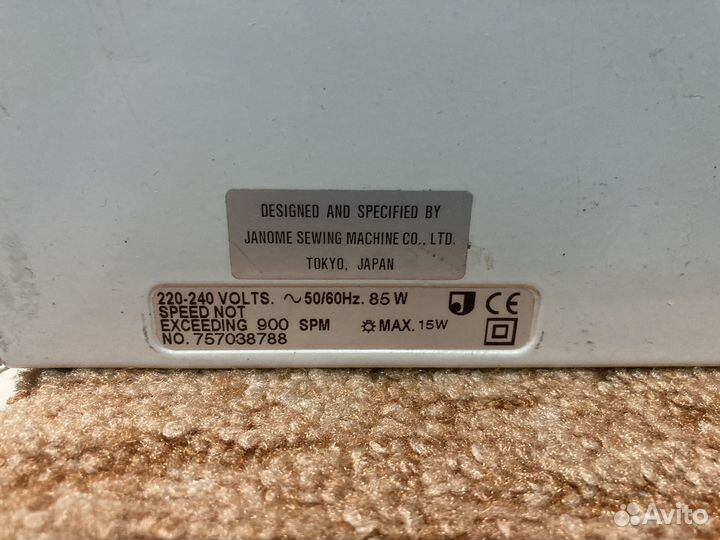 DESIGNED AND SPECIFIED BY
JANOME SEWING MACHINE CO., LTD.
TOKYO, JAPAN
220-240 VOLTS. ~ 50/60Hz. 85 W
SPEED NOT
EXCEEDING 900 SPM MAX. 15W
NO. 757038788
J CE
Avito